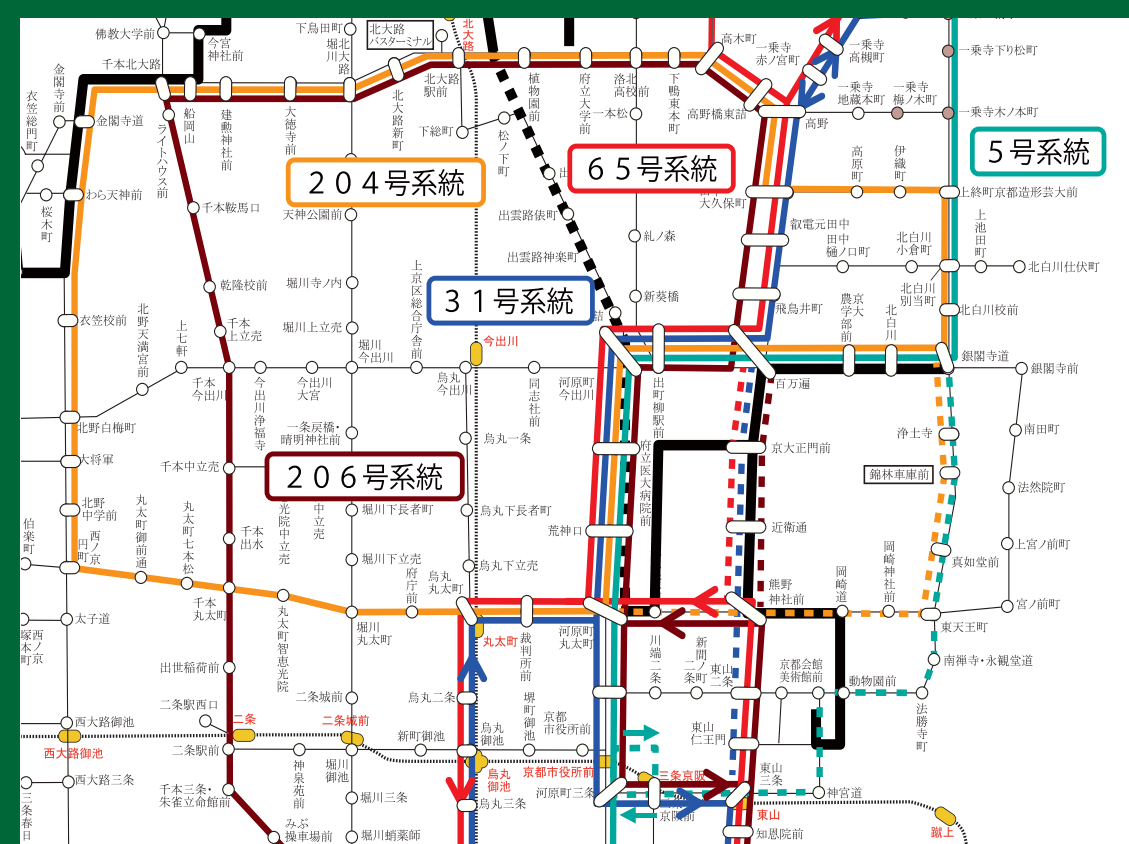 佛教大学前
今宮
神社前
下鳥田町
堀川
北大路
北大路
バスターミナル
北大路
千本北大路
金閣寺前
衣笠総門町
金閣寺道
わら天神前
桜木町
船岡山
ライトハウス前
建勲神社前
大徳寺前
北大路新町
北大路
駅前
下総町
松ノ下町
植物園前
府立大学前
洛北
高校前
一本松
下鴨東本町
高木町
高野橋東詰
一乗寺
赤ノ宮町
一乗寺
高槻町
高野
一乗寺
地蔵本町
一乗寺
梅ノ木町
一乗寺下り松町
一乗寺木ノ本町
5号系統
65号系統
204号系統
31号系統
206号系統
高原町
伊織町
上終町京都造形芸大前
大久保町
叡電元田中
田中
樋ノ口町
北白川
小倉町
上池田町
北白川仕伏町
北白川
別当町
北白川校前
飛鳥井町
農学部前
京大
北白川
銀閣寺道
銀閣寺前
千本鞍馬口
天神公園前
出雲路俵町
出雲路神楽町
糺ノ森
新葵橋
乾隆校前
堀川寺ノ内
上京区総合庁舎前
堀川上立売
千本
上立売
衣笠校前
北野天満宮前
上七軒
千本
今出川
今出川浄福寺
今出川
大宮
堀川
今出川
烏丸
今出川
今出川
同志社前
河原町
今出川
出町柳駅前
百万遍
北野白梅町
大将軍
北野
中学前
一条戻橋・
晴明神社前
烏丸一条
千本中立売
堀川下長者町
烏丸下長者町
府立医大病院前
荒神口
京大正門前
近衛通
浄土寺
錦林車庫前
真如堂前
南田町
法然院町
上宮ノ前町
宮ノ前町
伯楽町
円町
西ノ京
丸太町御前通
丸太町七本松
千本
出水
堀川下立売
烏丸下立売
府庁前
烏丸
丸太町
太子道
千本
丸太町
丸太町智恵光院
堀川
丸太町
丸太町
裁判所前
河原町
丸太町
熊野
神社前
岡崎道
岡崎神社前
東天王町
南禅寺・永観堂道
川端二条
新間ノ町
二条
東山
二条
京都会館
美術館前
動物園前
法勝寺町
出世稲荷前
二条駅西口
二条
二条城前
二条城前
烏丸二条
堺町御池
京都
市役所前
東山
仁王門
西大路御池
西大路御池
二条駅前
神泉苑前
堀川
御池
新町御池
烏丸
御池
烏丸
御池
京都市役所前
三条京阪
西大路三条
三条春日
千本三条・
朱雀立命館前
みぶ
操車場前
堀川三条
堀川蛸薬師
烏丸三条
河原町三条
東山
三条
神宮道
東山
知恩院前
蹴上